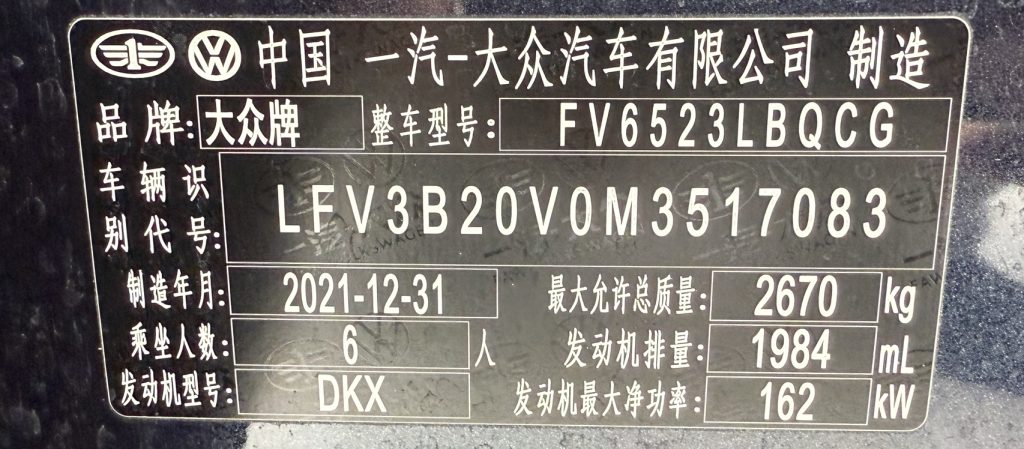 中国 一汽-大众汽车有限公司 制造
品牌: 大众牌 整车型号: FV6523LBQCG
车辆识别代号: LFV3B20V0M3517083
制造年月: 2021-12-31 最大允许总质量: 2670 kg
乘坐人数: 6 人 发动机排量: 1984 mL
发动机型号: DKX 发动机最大净功率: 162 kW